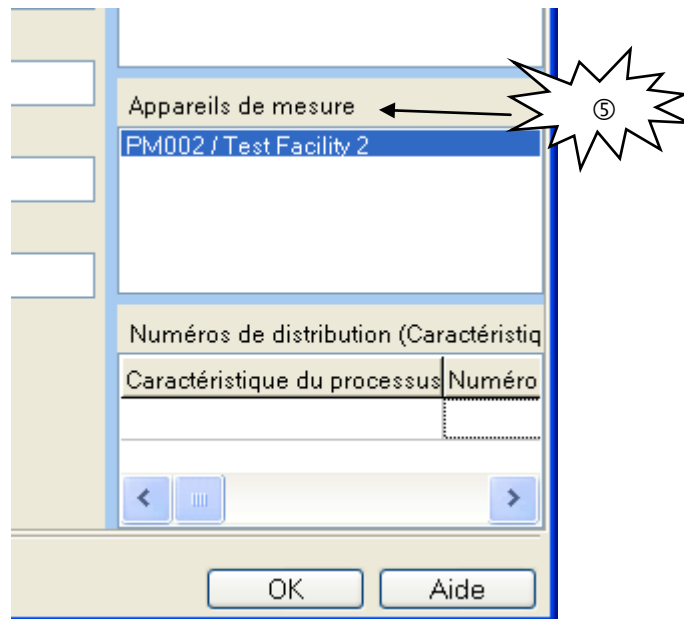 Appareils de mesure
⑤
PM002 / Test Facility 2
Numéros de distribution (Caractéristiq
Caractéristique du processus Numéro
OK Aide